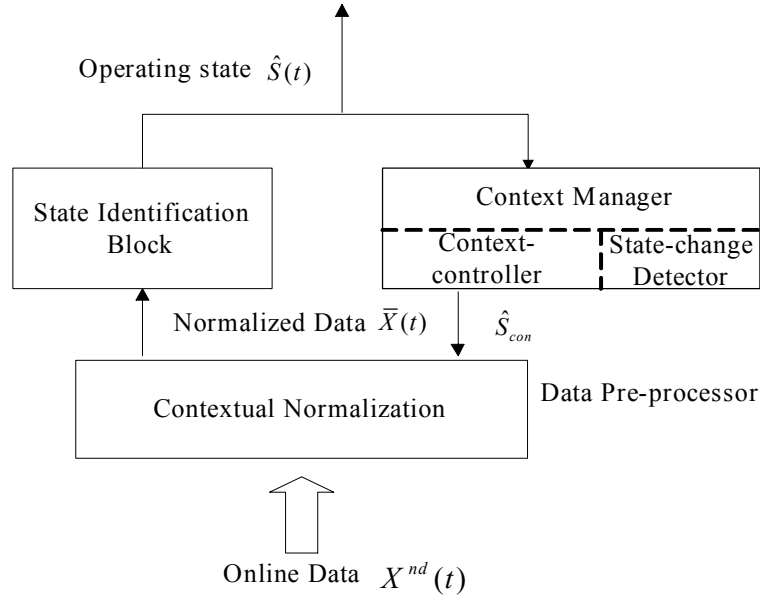 Operating state Ŝ(t)
Context Manager
State Identification
Block
Context-
controller
State-change
Detector
Normalized Data X̄(t)
Ŝ_con
Contextual Normalization
Data Pre-processor
Online Data X^nd(t)